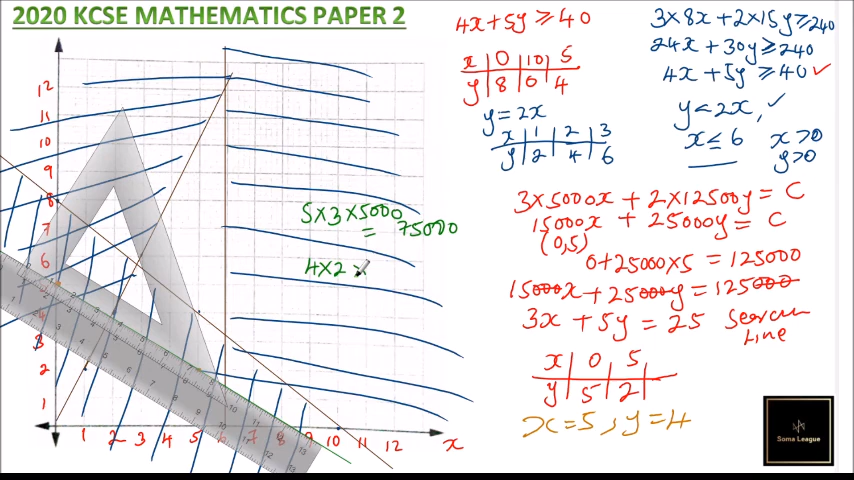 2020 KCSE MATHEMATICS PAPER 2
4x+5y ≥ 40
x | 0 | 10 | 5
y | 8 | 0 | 4
y = 2x
x | 1 | 2 | 3
y | 2 | 4 | 6
3×8x+2×15y ≥ 240
24x + 30y ≥ 240
4x + 5y ≥ 40 ✓
y < 2x, ✓
x ≤ 6 x > 0
y > 0
3×5000x + 2×12500y = C
15000x + 25000y = C
(0,5)
0+25000×5 = 125000
15000x + 25000y = 125000
3x + 5y = 25 Search
Line
x | 0 | 5 |
y | 5 | 2 |
x=5, y=4
5×3×5000
= 75000
4×2 ×
12
11
10
9
8
7
6
4
3
2
1
1 2 3 4 5 6 7 8 9 10 11 12 x
Soma League